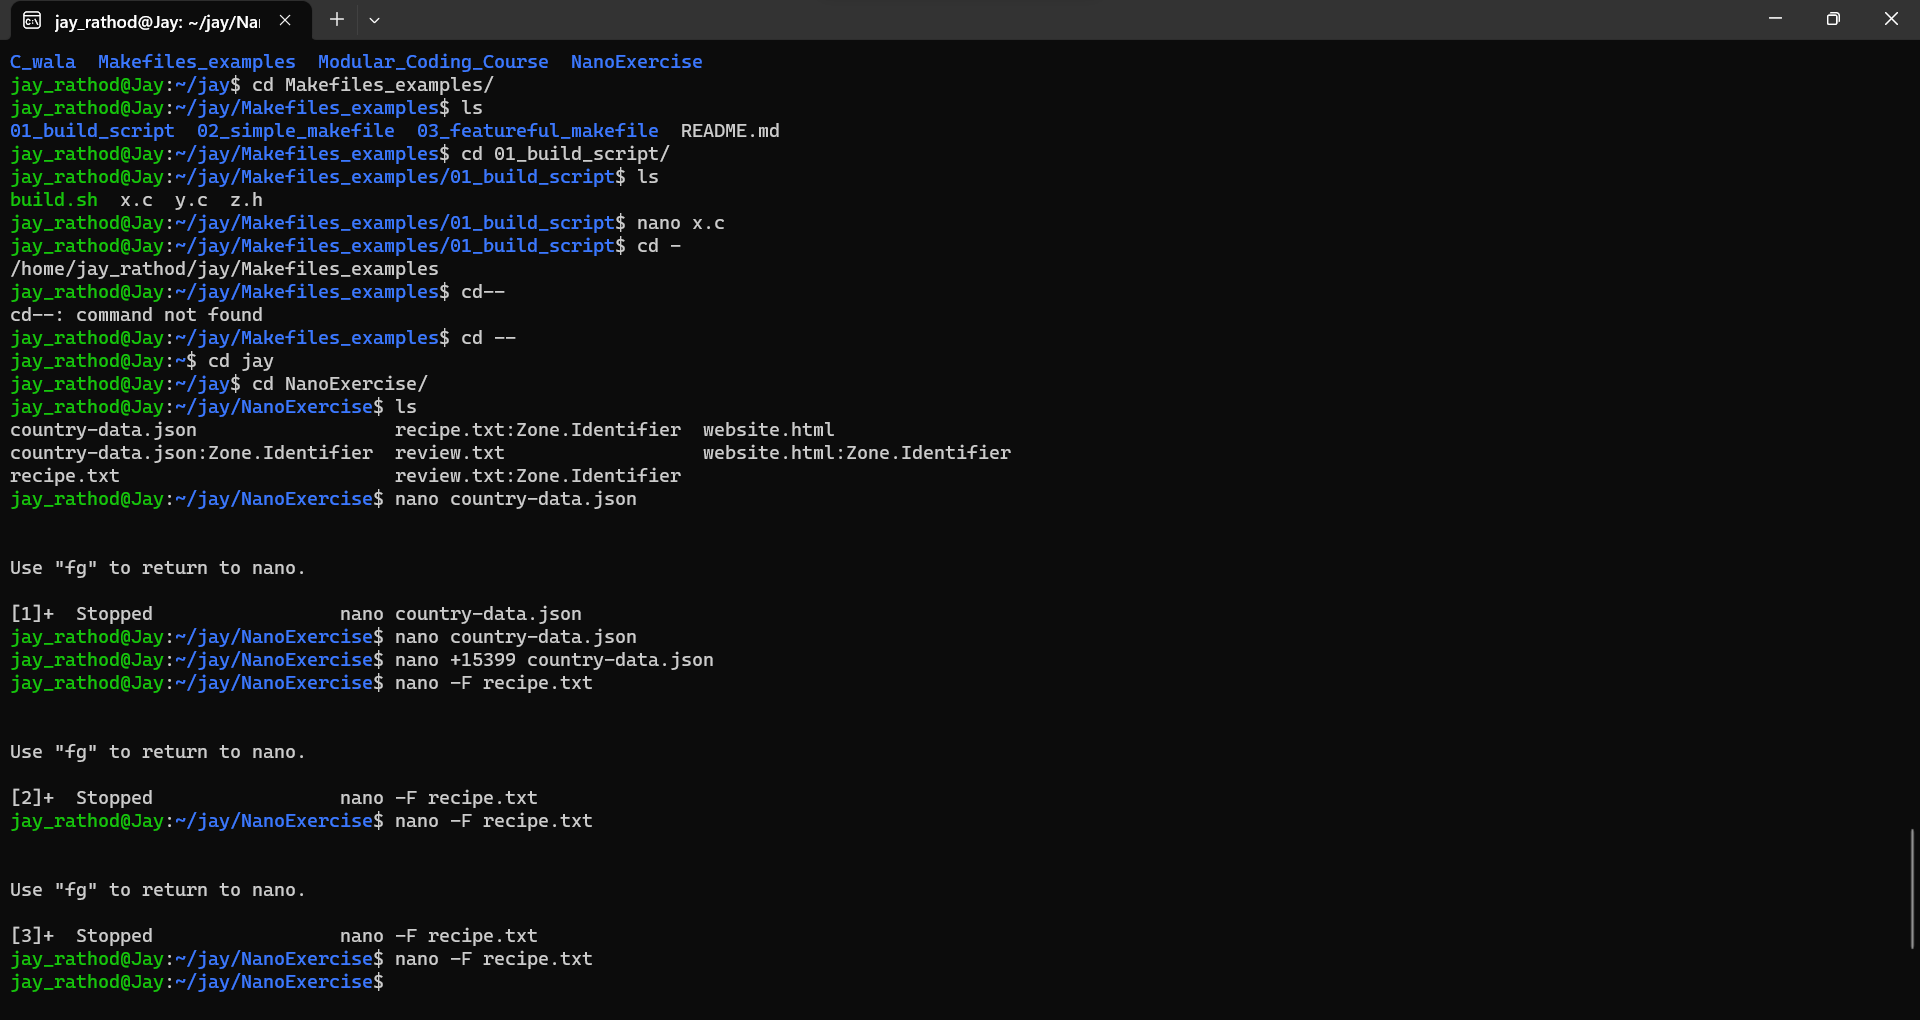 jay_rathod@Jay: ~/jay/Na
C_wala  Makefiles_examples  Modular_Coding_Course  NanoExercise
jay_rathod@Jay:~/jay$ cd Makefiles_examples/
jay_rathod@Jay:~/jay/Makefiles_examples$ ls
01_build_script  02_simple_makefile  03_featureful_makefile  README.md
jay_rathod@Jay:~/jay/Makefiles_examples$ cd 01_build_script/
jay_rathod@Jay:~/jay/Makefiles_examples/01_build_script$ ls
build.sh  x.c  y.c  z.h
jay_rathod@Jay:~/jay/Makefiles_examples/01_build_script$ nano x.c
jay_rathod@Jay:~/jay/Makefiles_examples/01_build_script$ cd -
/home/jay_rathod/jay/Makefiles_examples
jay_rathod@Jay:~/jay/Makefiles_examples$ cd--
cd--: command not found
jay_rathod@Jay:~/jay/Makefiles_examples$ cd --
jay_rathod@Jay:~$ cd jay
jay_rathod@Jay:~/jay$ cd NanoExercise/
jay_rathod@Jay:~/jay/NanoExercise$ ls
country-data.json                  recipe.txt:Zone.Identifier  website.html
country-data.json:Zone.Identifier  review.txt                  website.html:Zone.Identifier
recipe.txt                         review.txt:Zone.Identifier
jay_rathod@Jay:~/jay/NanoExercise$ nano country-data.json
Use "fg" to return to nano.
[1]+  Stopped                 nano country-data.json
jay_rathod@Jay:~/jay/NanoExercise$ nano country-data.json
jay_rathod@Jay:~/jay/NanoExercise$ nano +15399 country-data.json
jay_rathod@Jay:~/jay/NanoExercise$ nano -F recipe.txt
Use "fg" to return to nano.
[2]+  Stopped                 nano -F recipe.txt
jay_rathod@Jay:~/jay/NanoExercise$ nano -F recipe.txt
Use "fg" to return to nano.
[3]+  Stopped                 nano -F recipe.txt
jay_rathod@Jay:~/jay/NanoExercise$ nano -F recipe.txt
jay_rathod@Jay:~/jay/NanoExercise$